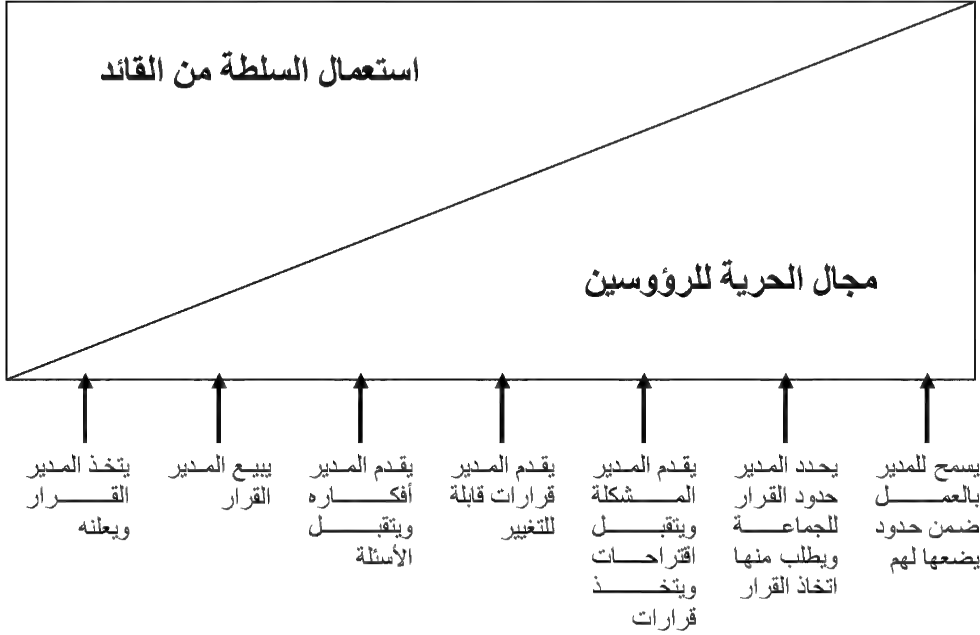 استعمال السلطة من القائد
مجال الحرية للرؤوسين
يسمح للمدير
بالعمل
ضمن حدود
يضعها لهم
يحدد المدير
حدود القرار
للجماعة
ويطلب منها
اتخاذ القرار
يقدم المدير
المشكلة
ويتقبل
اقتراحات
ويتخذ
قرارات
يقدم المدير
قرارات قابلة
للتغيير
يقدم المدير
أفكاره
ويتقبل
الأسئلة
يبيع المدير
القرار
يتخذ المدير
القرار
ويعلنه